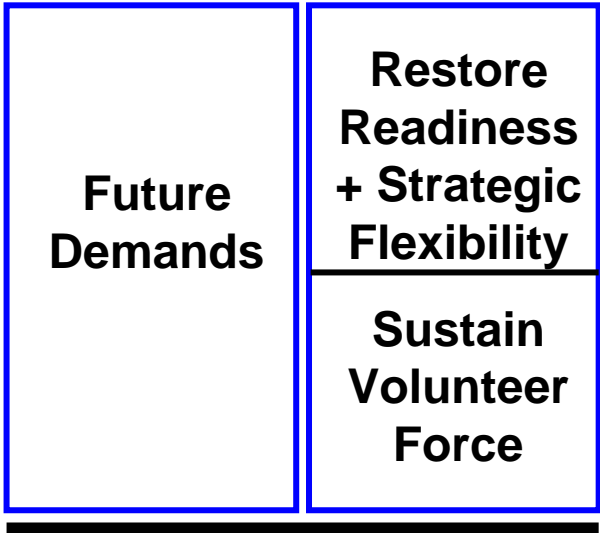 Future
Demands
Restore
Readiness
+ Strategic
Flexibility
Sustain
Volunteer
Force